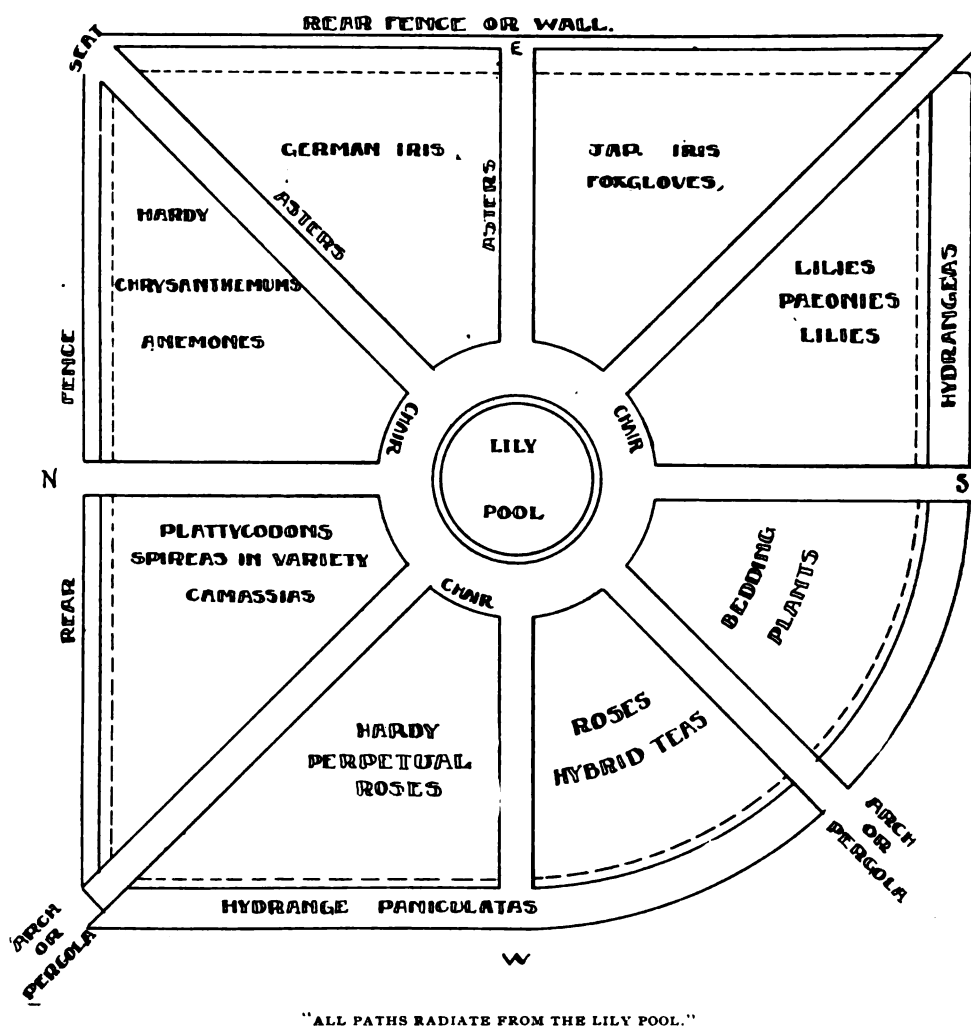 REAR FENCE OR WALL.
SEAT
E
GERMAN IRIS
ASTERS
ASTERS
JAP. IRIS
FOXGLOVES,
HARDY
CHRYSANTHEMUMS
ANEMONES
LILIES
PAEONIES
LILIES
HYDRANGEAS
FENCE
CHAIR
CHAIR
LILY
POOL
N
S
PLATTYCODONS
SPIREAS IN VARIETY
CAMASSIAS
REAR
CHAIR
BEDDING
PLANTS
HARDY
PERPETUAL
ROSES
ROSES
HYBRID TEAS
ARCH
OR
PERGOLA
HYDRANGE PANICULATAS
ARCH
OR
PERGOLA
W
"ALL PATHS RADIATE FROM THE LILY POOL."